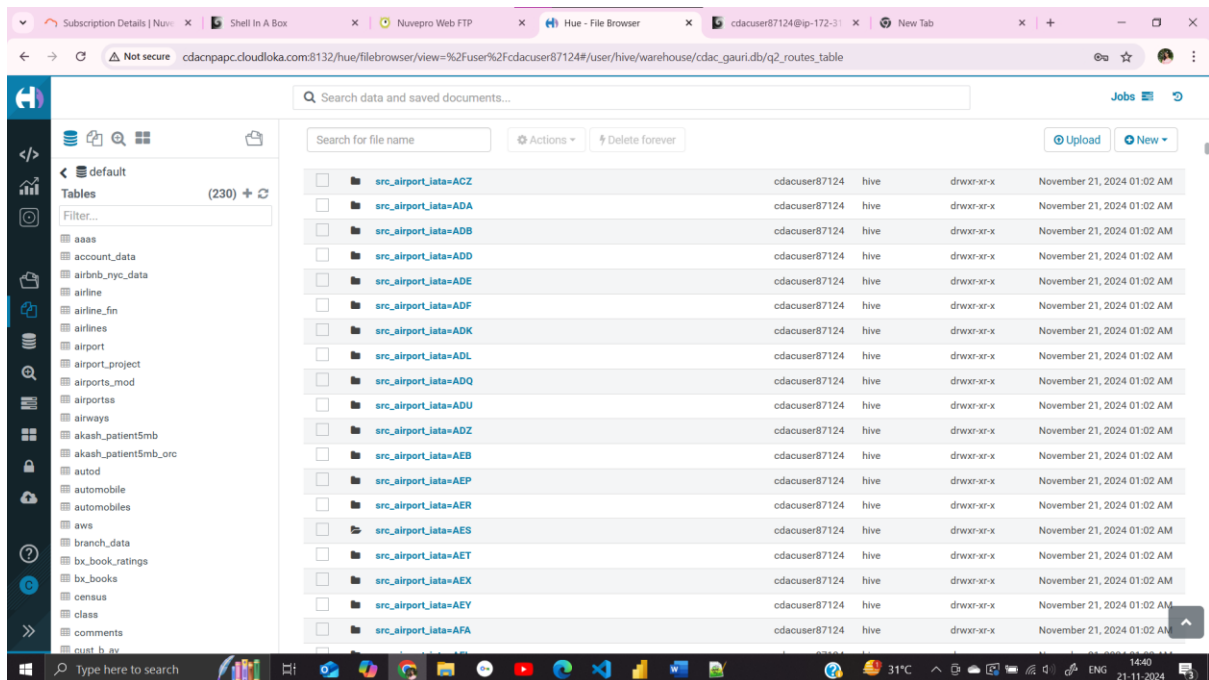 Subscription Details | Nuve
Shell In A Box
Nuvepro Web FTP
Hue - File Browser
cdacuser87124@ip-172-31
New Tab
Not secure cdacnpapc.cloudloka.com:8132/hue/filebrowser/view=%2Fuser%2Fcdacuser87124#/user/hive/warehouse/cdac_gauri.db/q2_routes_table
Search data and saved documents...
Jobs
Search for file name
Actions
Delete forever
Upload
New
default
Tables (230)
Filter...
aaas
account_data
airbnb_nyc_data
airline
airline_fin
airlines
airport
airport_project
airports_mod
airportss
airways
akash_patient5mb
akash_patient5mb_orc
autod
automobile
automobiles
aws
branch_data
bx_book_ratings
bx_books
census
class
comments
cust_b_av
src_airport_iata=ACZ cdacuser87124 hive drwxr-xr-x November 21, 2024 01:02 AM
src_airport_iata=ADA cdacuser87124 hive drwxr-xr-x November 21, 2024 01:02 AM
src_airport_iata=ADB cdacuser87124 hive drwxr-xr-x November 21, 2024 01:02 AM
src_airport_iata=ADD cdacuser87124 hive drwxr-xr-x November 21, 2024 01:02 AM
src_airport_iata=ADE cdacuser87124 hive drwxr-xr-x November 21, 2024 01:02 AM
src_airport_iata=ADF cdacuser87124 hive drwxr-xr-x November 21, 2024 01:02 AM
src_airport_iata=ADK cdacuser87124 hive drwxr-xr-x November 21, 2024 01:02 AM
src_airport_iata=ADL cdacuser87124 hive drwxr-xr-x November 21, 2024 01:02 AM
src_airport_iata=ADQ cdacuser87124 hive drwxr-xr-x November 21, 2024 01:02 AM
src_airport_iata=ADU cdacuser87124 hive drwxr-xr-x November 21, 2024 01:02 AM
src_airport_iata=ADZ cdacuser87124 hive drwxr-xr-x November 21, 2024 01:02 AM
src_airport_iata=AEB cdacuser87124 hive drwxr-xr-x November 21, 2024 01:02 AM
src_airport_iata=AEP cdacuser87124 hive drwxr-xr-x November 21, 2024 01:02 AM
src_airport_iata=AER cdacuser87124 hive drwxr-xr-x November 21, 2024 01:02 AM
src_airport_iata=AES cdacuser87124 hive drwxr-xr-x November 21, 2024 01:02 AM
src_airport_iata=AET cdacuser87124 hive drwxr-xr-x November 21, 2024 01:02 AM
src_airport_iata=AEX cdacuser87124 hive drwxr-xr-x November 21, 2024 01:02 AM
src_airport_iata=AEY cdacuser87124 hive drwxr-xr-x November 21, 2024 01:02 AM
src_airport_iata=AFA cdacuser87124 hive drwxr-xr-x November 21, 2024 01:02 AM
C
Type here to search
31°C
ENG
14:40
21-11-2024
3